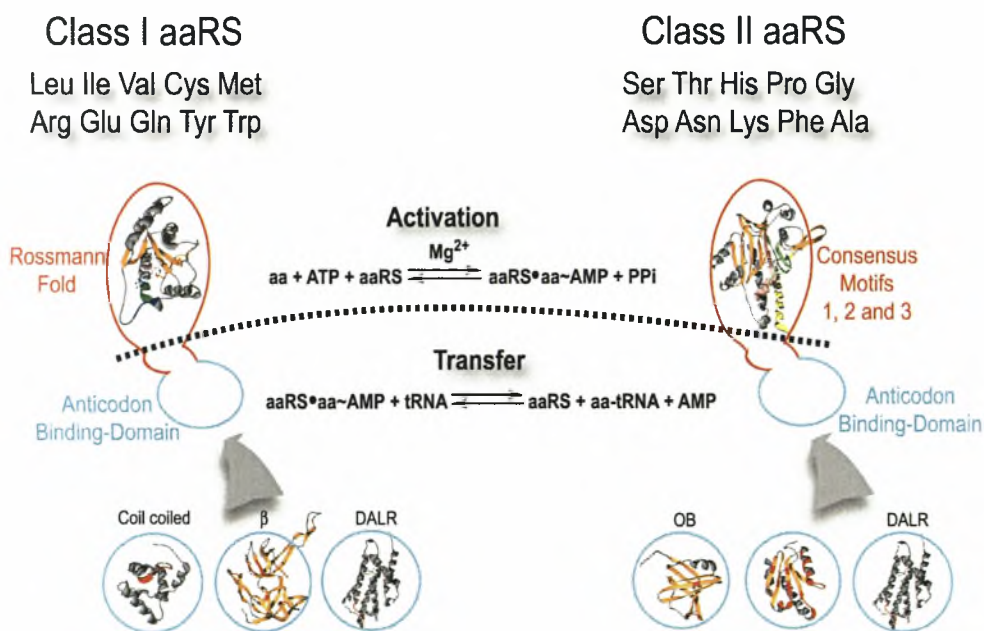 Class I aaRS
Leu Ile Val Cys Met
Arg Glu Gln Tyr Trp
Class II aaRS
Ser Thr His Pro Gly
Asp Asn Lys Phe Ala
Rossmann
Fold
Activation
Mg2+
aa + ATP + aaRS ⇌ aaRS•aa~AMP + PPi
Consensus
Motifs
1, 2 and 3
Transfer
aaRS•aa~AMP + tRNA ⇌ aaRS + aa-tRNA + AMP
Anticodon
Binding-Domain
Anticodon
Binding-Domain
Coil coiled
β
DALR
OB
DALR